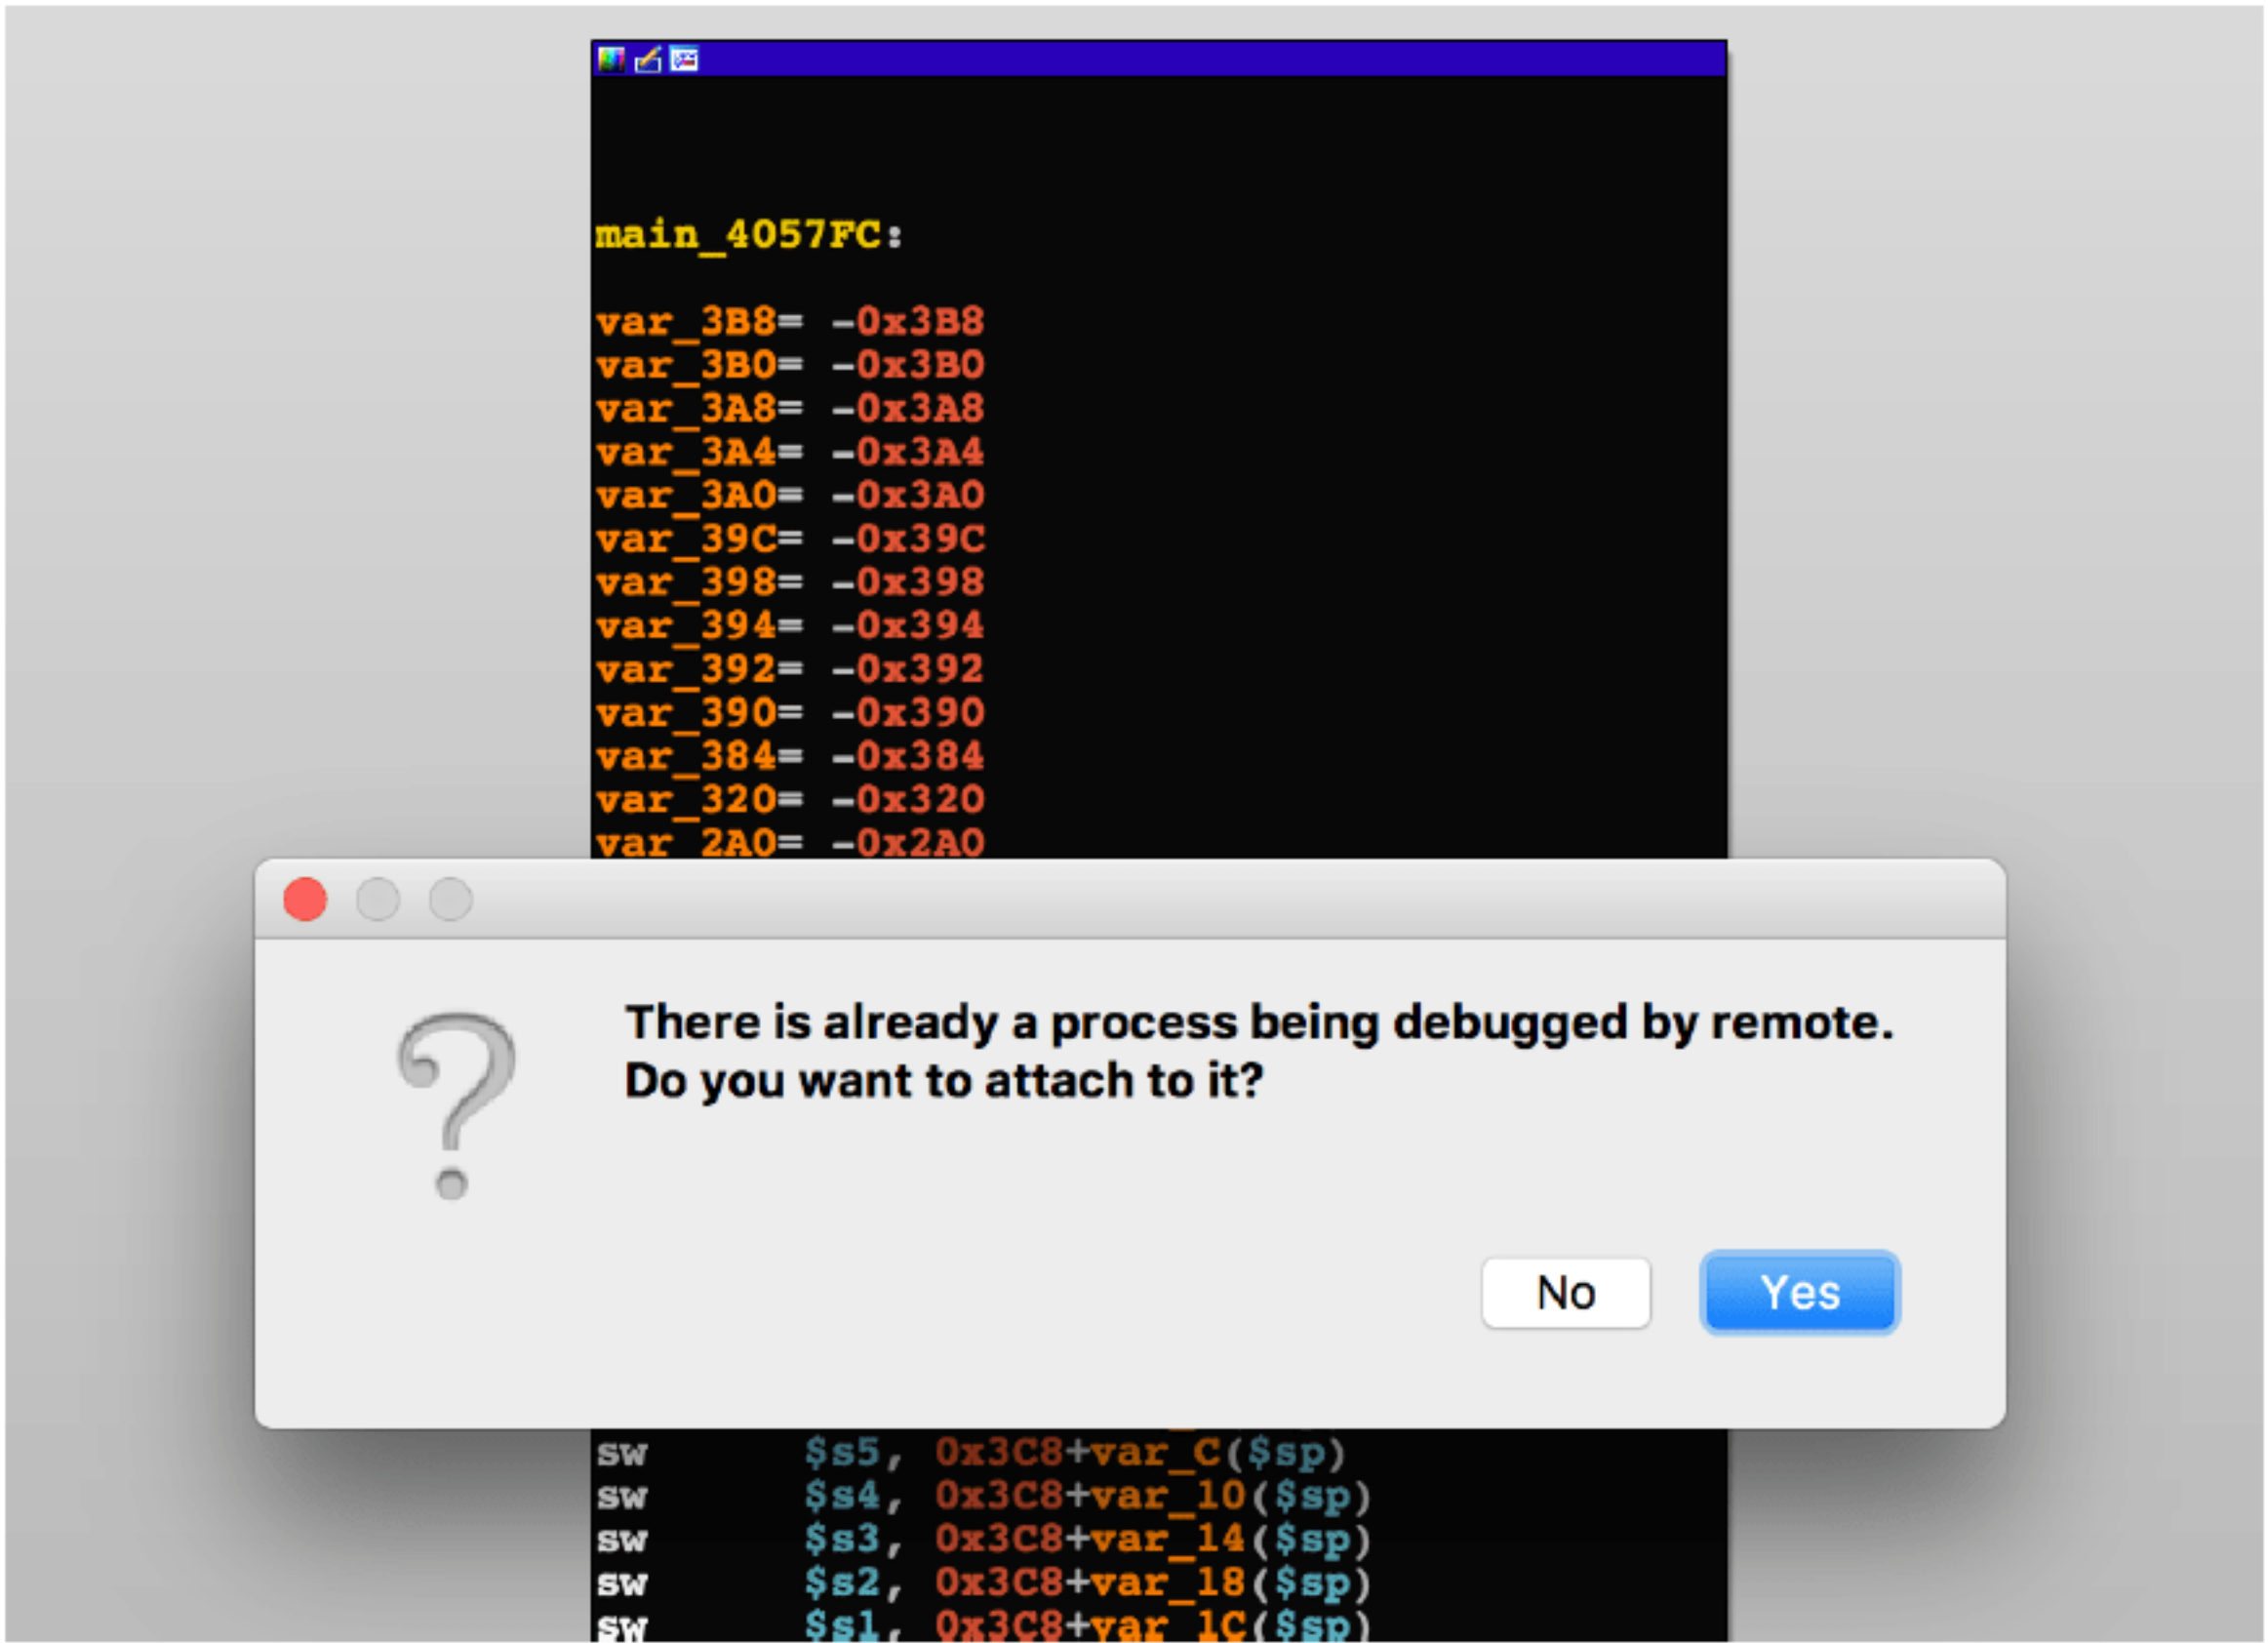 main_4057FC:
var_3B8= -0x3B8
var_3B0= -0x3B0
var_3A8= -0x3A8
var_3A4= -0x3A4
var_3A0= -0x3A0
var_39C= -0x39C
var_398= -0x398
var_394= -0x394
var_392= -0x392
var_390= -0x390
var_384= -0x384
var_320= -0x320
var_2A0= -0x2A0
There is already a process being debugged by remote.
Do you want to attach to it?
No Yes
sw $s5, 0x3C8+var_C($sp)
sw $s4, 0x3C8+var_10($sp)
sw $s3, 0x3C8+var_14($sp)
sw $s2, 0x3C8+var_18($sp)
sw $s1, 0x3C8+var_1C($sp)